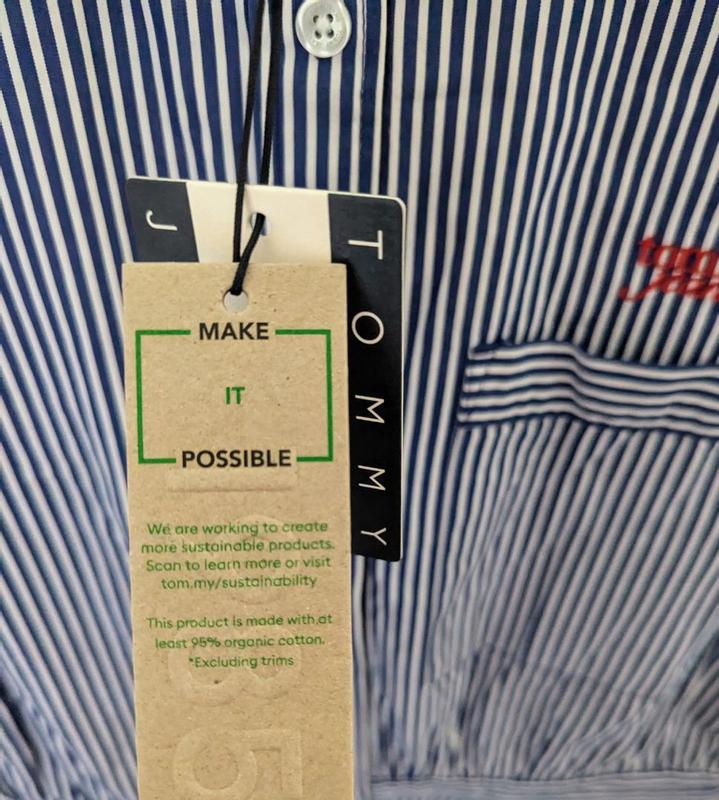 J
TOMMY
MAKE
IT
POSSIBLE
We are working to create
more sustainable products.
Scan to learn more or visit
tom.my/sustainability
This product is made with at
least 95% organic cotton.
*Excluding trims
85